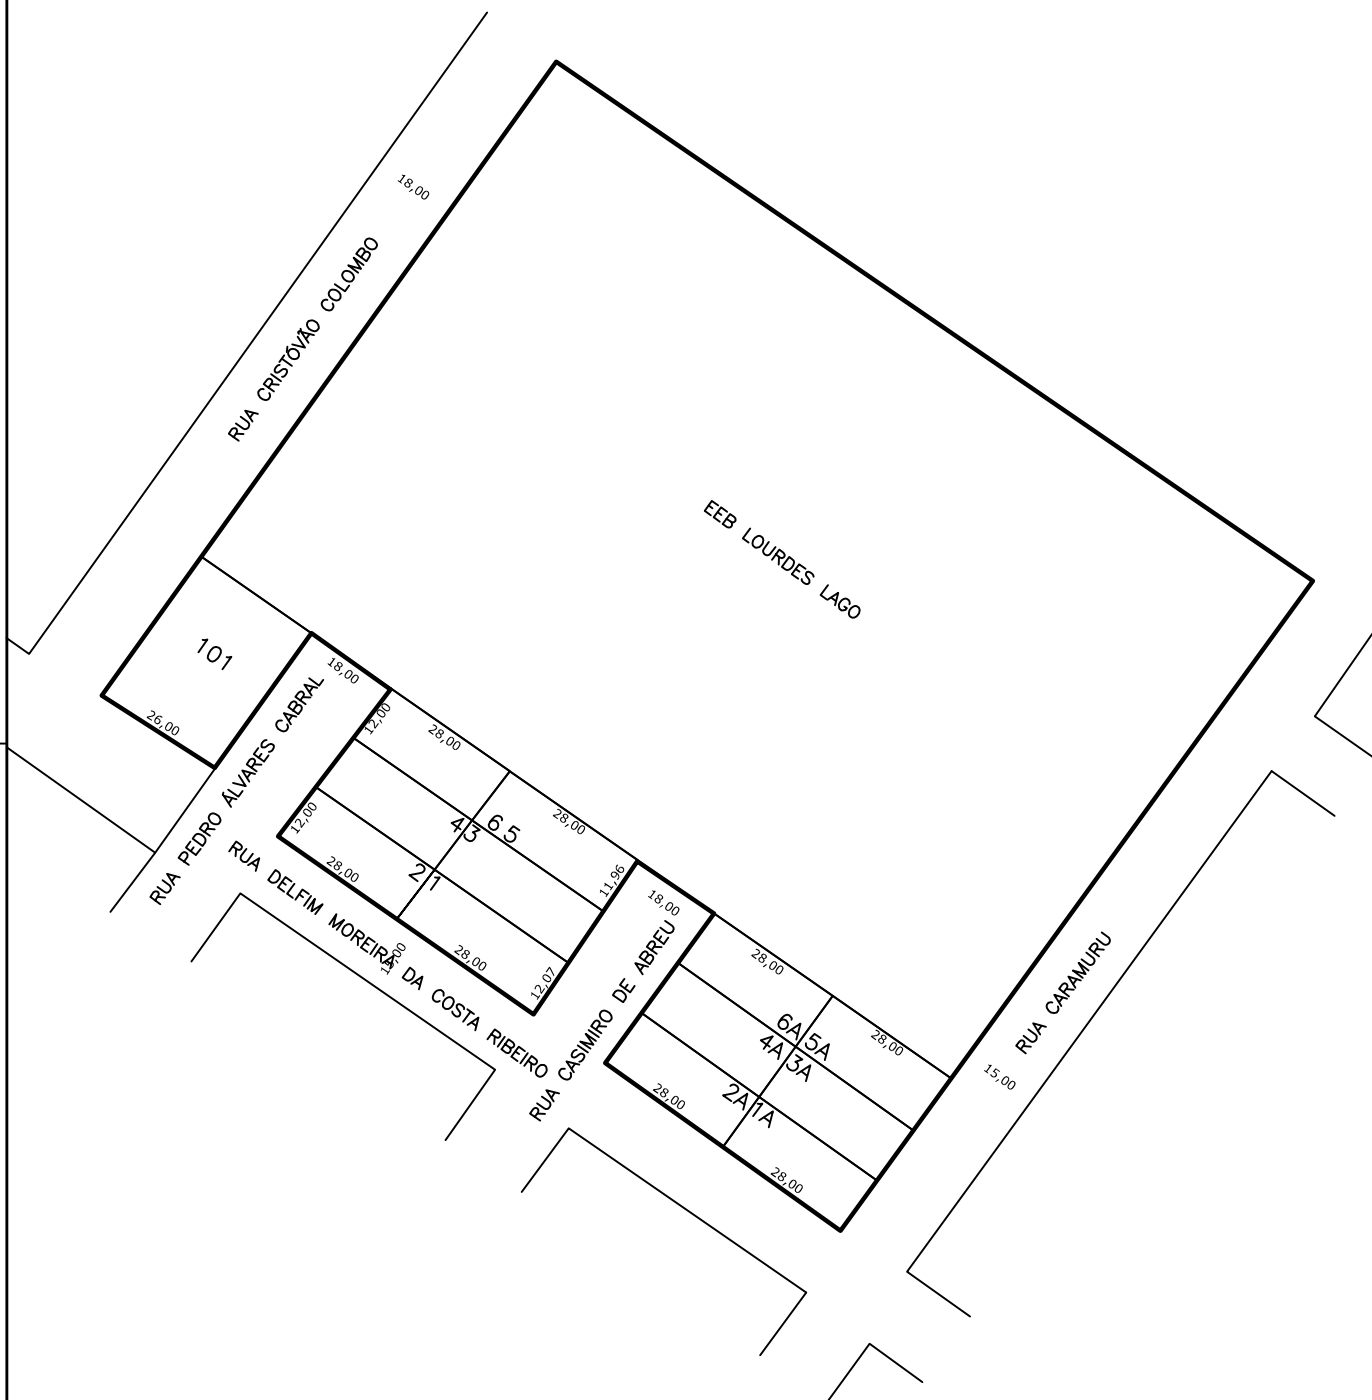 18,00
RUA CRISTÓVÃO COLOMBO
EEB LOURDES LAGO
101
26,00
18,00
RUA PEDRO ALVARES CABRAL
12,00
28,00
28,00
6 5
4 3
2 1
12,00
28,00
28,00
11,96
12,07
18,00
RUA DELFIM MOREIRA DA COSTA RIBEIRO
RUA CASIMIRO DE ABREU
28,00
28,00
6A 5A
4A 3A
2A 1A
28,00
28,00
RUA CARAMURU
15,00